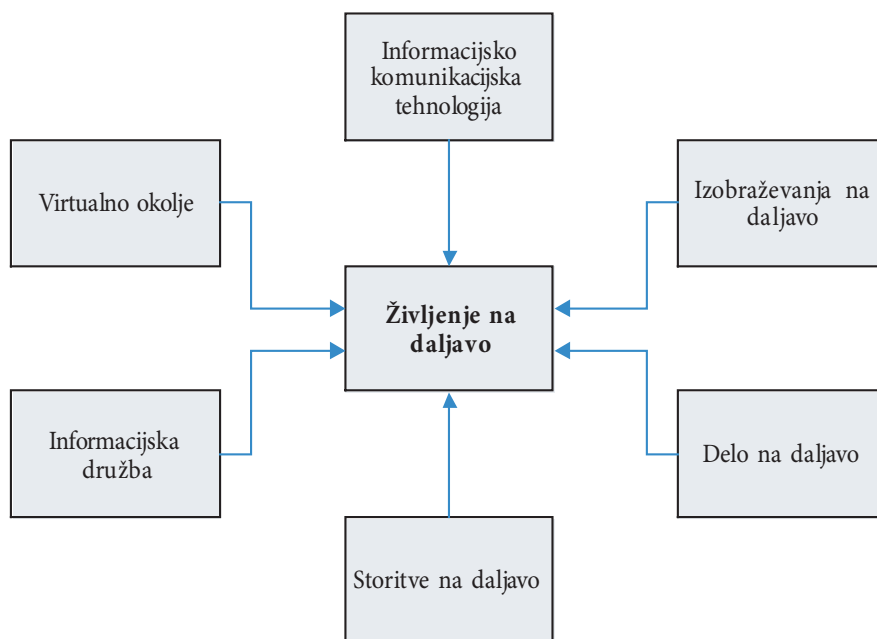 Informacijsko
komunikacijska
tehnologija
Virtualno okolje
Izobraževanja na
daljavo
Življenje na
daljavo
Informacijska
družba
Delo na daljavo
Storitve na daljavo